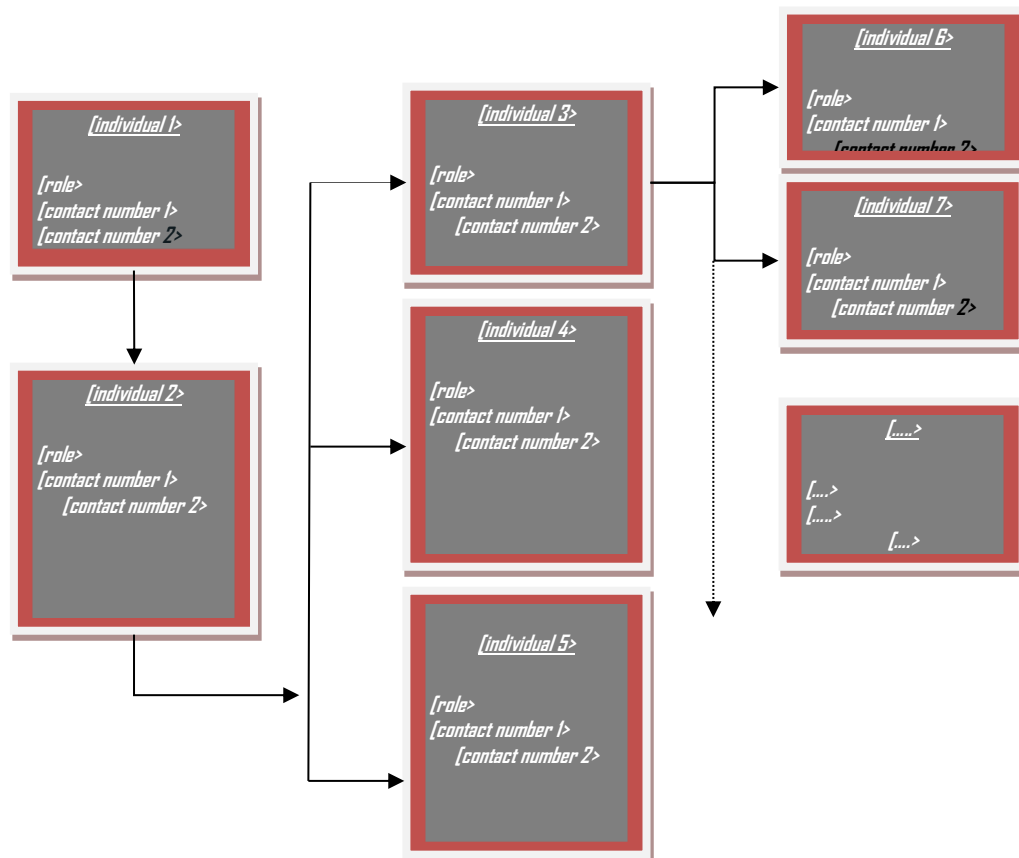 [individual 1>
[role>
[contact number 1>
[contact number 2>
[individual 2>
[role>
[contact number 1>
[contact number 2>
[individual 3>
[role>
[contact number 1>
[contact number 2>
[individual 4>
[role>
[contact number 1>
[contact number 2>
[individual 5>
[role>
[contact number 1>
[contact number 2>
[individual 6>
[role>
[contact number 1>
[contact number 2>
[individual 7>
[role>
[contact number 1>
[contact number 2>
[.....>
[....>
[.....>
[....>